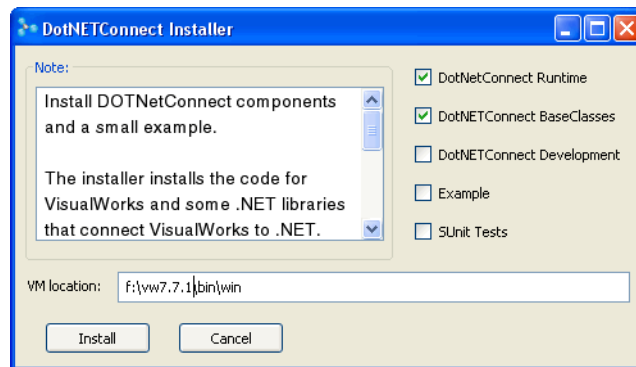 DotNETConnect Installer
Note:
Install DOTNetConnect components
and a small example.
The installer installs the code for
VisualWorks and some .NET libraries
that connect VisualWorks to .NET.
DotNetConnect Runtime
DotNETConnect BaseClasses
DotNETConnect Development
Example
SUnit Tests
VM location:
f:\vw7.7.1\bin\win
Install
Cancel